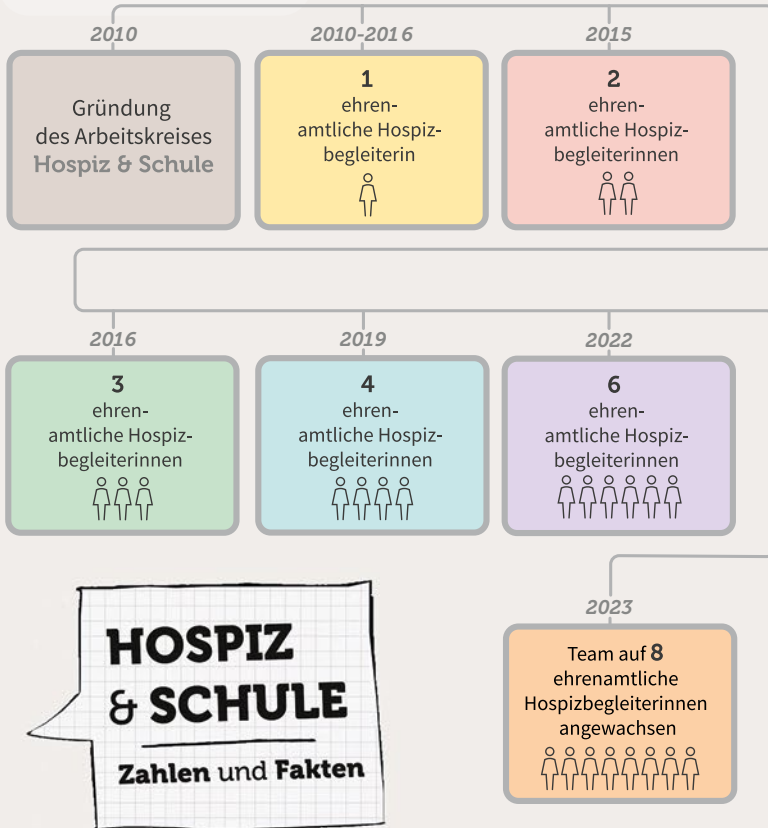 2010
Gründung
des Arbeitskreises
Hospiz & Schule
2010-2016
1
ehren-
amtliche Hospiz-
begleiterin
2015
2
ehren-
amtliche Hospiz-
begleiterinnen
2016
3
ehren-
amtliche Hospiz-
begleiterinnen
2019
4
ehren-
amtliche Hospiz-
begleiterinnen
2022
6
ehren-
amtliche Hospiz-
begleiterinnen
HOSPIZ
& SCHULE
Zahlen und Fakten
2023
Team auf 8
ehrenamtliche
Hospizbegleiterinnen
angewachsen